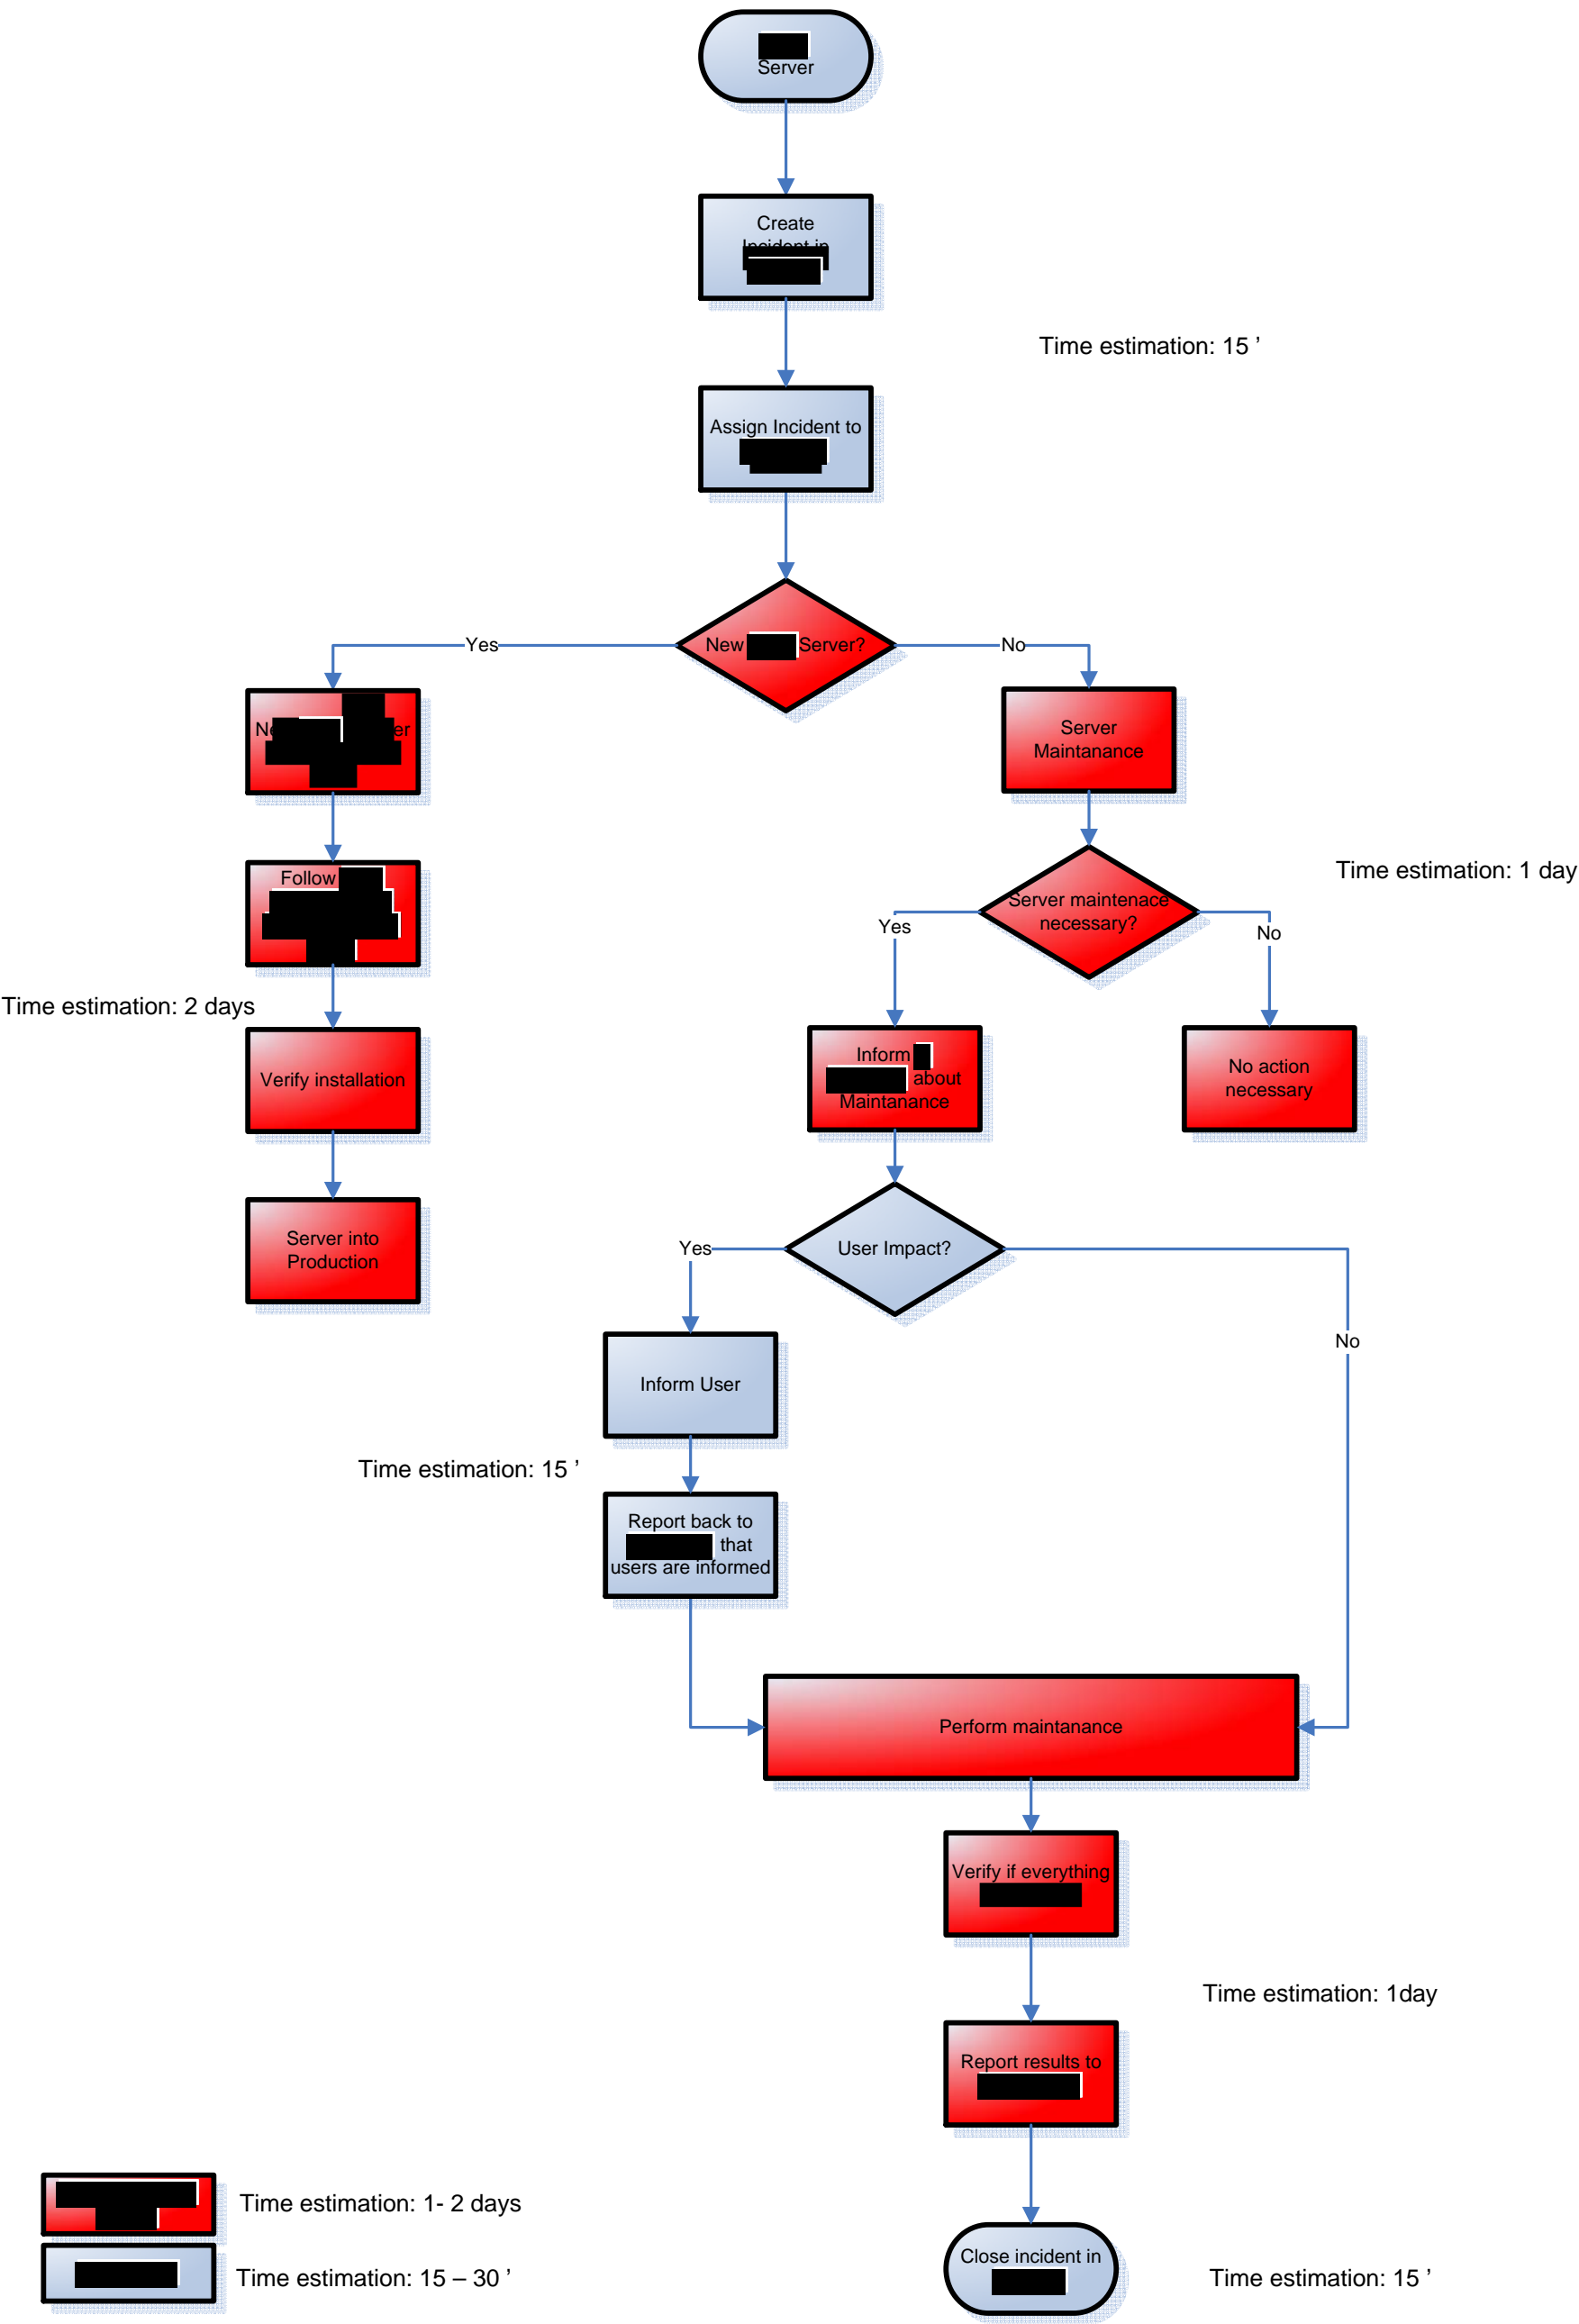 Server
Create
Incident in
Time estimation: 15 ’
Assign Incident to
New
Server?
Yes
No
Server
Maintanance
Follow
Time estimation: 1 day
Server maintenace
necessary?
Yes
No
Time estimation: 2 days
Verify installation
Inform
about
Maintanance
No action
necessary
Server into
Production
User Impact?
Yes
No
Inform User
Time estimation: 15 ’
Report back to
that
users are informed
Perform maintanance
Verify if everything
Time estimation: 1day
Report results to
Time estimation: 1- 2 days
Close incident in
Time estimation: 15 – 30 ’
Time estimation: 15 ’